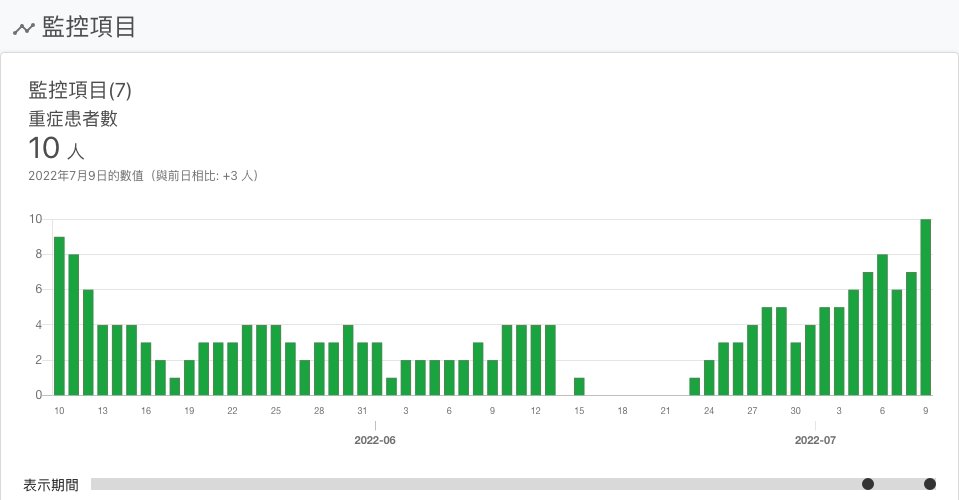 監控項目
監控項目(7)
重症患者數
10 人
2022年7月9日的數值（與前日相比: +3 人）
10
8
6
4
2
0
10 13 16 19 22 25 28 31 3 6 9 12 15 18 21 24 27 30 3 6 9
2022-06 2022-07
表示期間